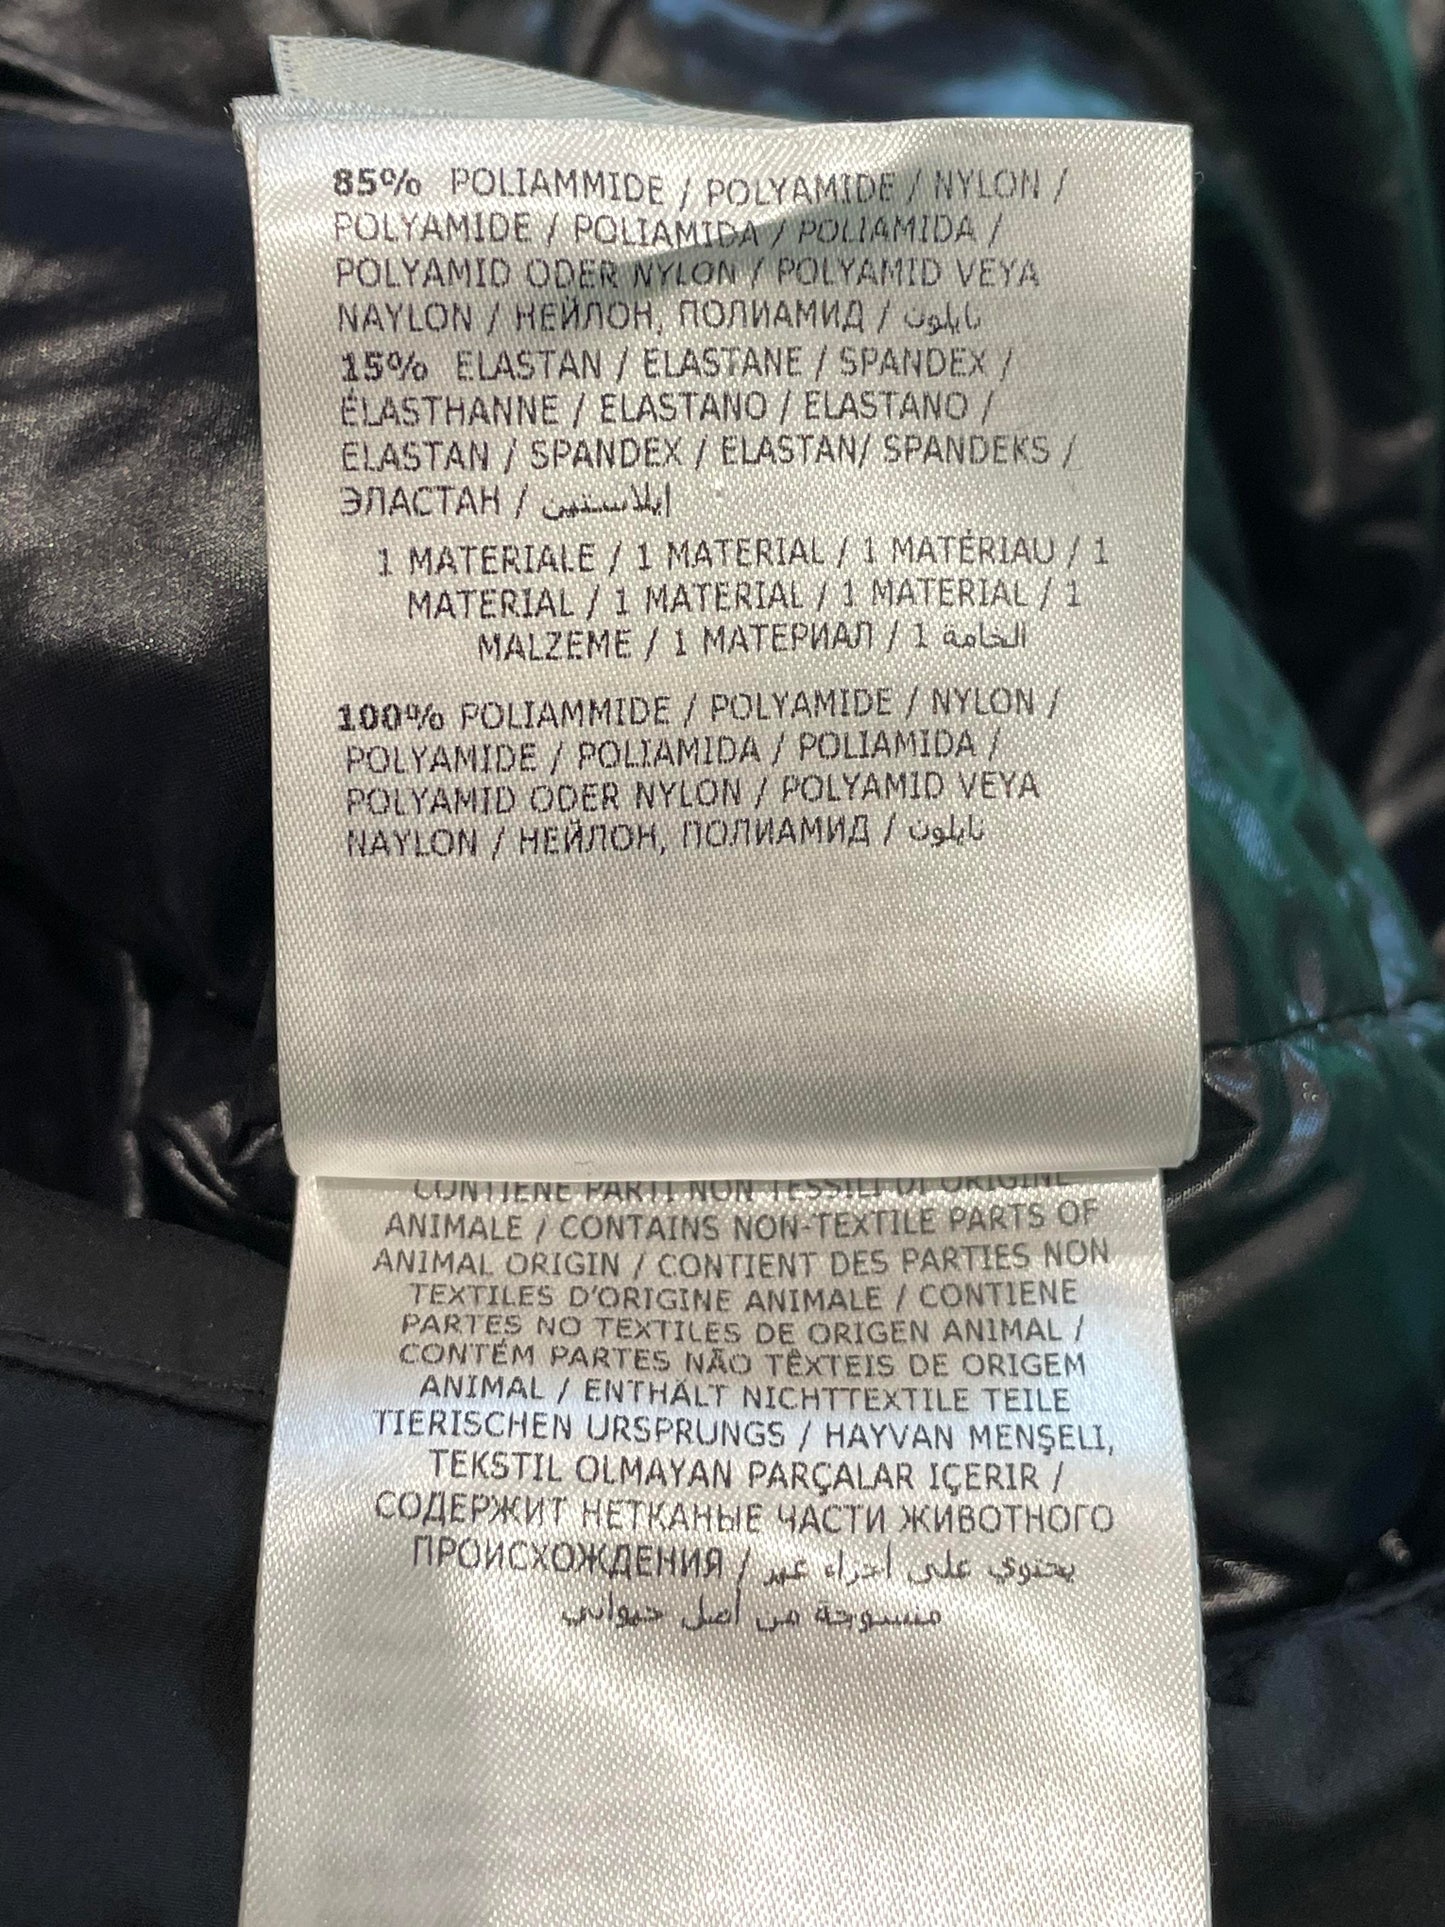 85% POLIAMMIDE / POLYAMIDE / NYLON /
POLYAMIDE / POLIAMIDA / POLIAMIDA /
POLYAMID ODER NYLON / POLYAMID VEYA
NAYLON / НЕЙЛОН, ПОЛИАМИД / نايلون
15% ELASTAN / ELASTANE / SPANDEX /
ÉLASTHANNE / ELASTANO / ELASTANO /
ELASTAN / SPANDEX / ELASTAN/ SPANDEKS /
ЭЛАСТАН / إيلاستين
1 MATERIALE / 1 MATERIAL / 1 MATÉRIAU / 1
MATERIAL / 1 MATERIAL / 1 MATERIAL / 1
MALZEME / 1 МАТЕРИАЛ / 1 الخامة
100% POLIAMMIDE / POLYAMIDE / NYLON /
POLYAMIDE / POLIAMIDA / POLIAMIDA /
POLYAMID ODER NYLON / POLYAMID VEYA
NAYLON / НЕЙЛОН, ПОЛИАМИД / نايلون
CONTIENE PARTI NON TESSILI DI ORIGINE
ANIMALE / CONTAINS NON-TEXTILE PARTS OF
ANIMAL ORIGIN / CONTIENT DES PARTIES NON
TEXTILES D'ORIGINE ANIMALE / CONTIENE
PARTES NO TEXTILES DE ORIGEN ANIMAL /
CONTÉM PARTES NÃO TÊXTEIS DE ORIGEM
ANIMAL / ENTHÄLT NICHTTEXTILE TEILE
TIERISCHEN URSPRUNGS / HAYVAN MENŞELİ,
TEKSTIL OLMAYAN PARÇALAR IÇERIR /
СОДЕРЖИТ НЕТКАНЫЕ ЧАСТИ ЖИВОТНОГО
ПРОИСХОЖДЕНИЯ / يحتوي على أجزاء غير
منسوجة من أصل حيواني